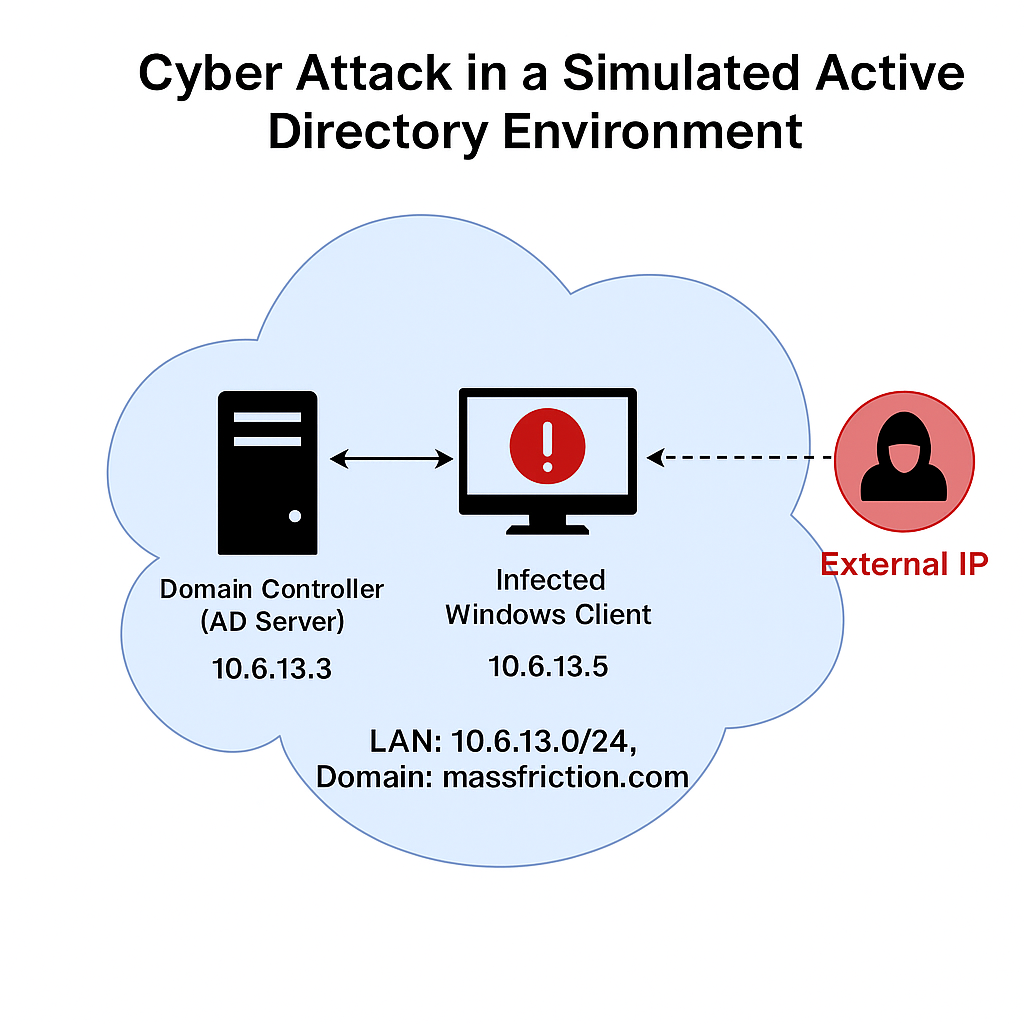 Cyber Attack in a Simulated Active
Directory Environment
Domain Controller
(AD Server)
10.6.13.3
Infected
Windows Client
10.6.13.5
External IP
LAN: 10.6.13.0/24,
Domain: massfriction.com